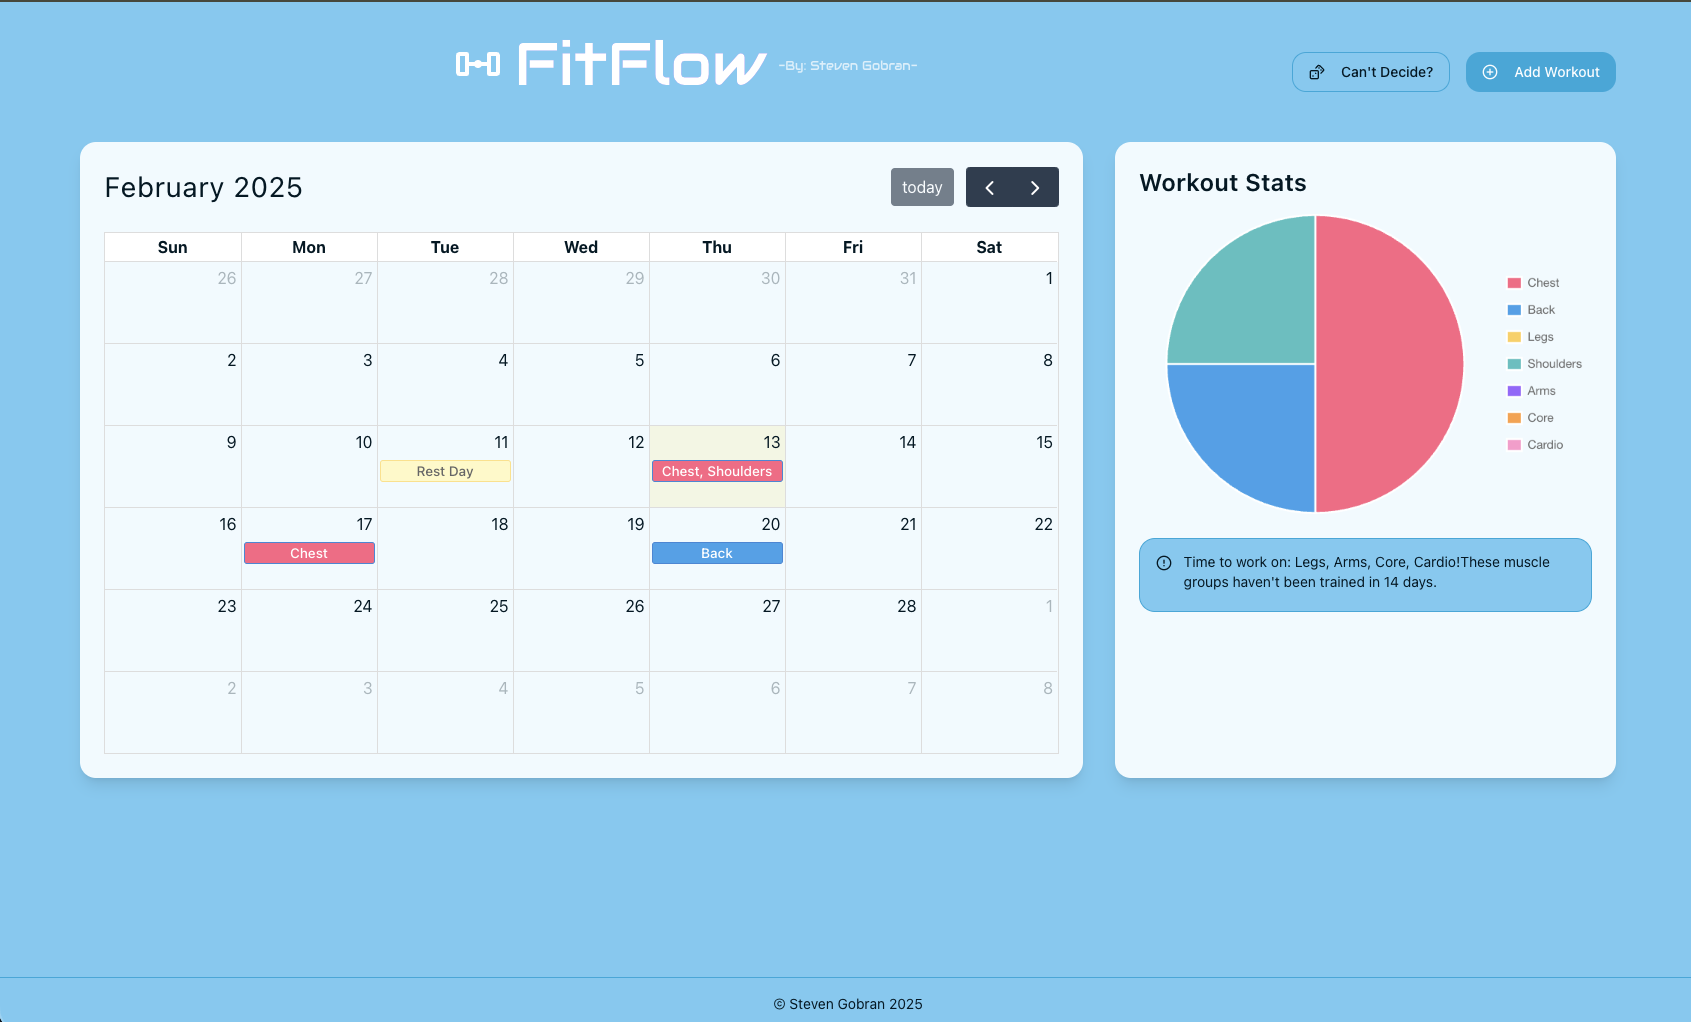 FitFlow -By: Steven Gobran-
Can't Decide? Add Workout
February 2025
today
Sun Mon Tue Wed Thu Fri Sat
26 27 28 29 30 31 1
2 3 4 5 6 7 8
9 10 11 12 13 14 15
Rest Day Chest, Shoulders
16 17 18 19 20 21 22
Chest Back
23 24 25 26 27 28 1
2 3 4 5 6 7 8
Workout Stats
Chest
Back
Legs
Shoulders
Arms
Core
Cardio
Time to work on: Legs, Arms, Core, Cardio!These muscle
groups haven't been trained in 14 days.
© Steven Gobran 2025